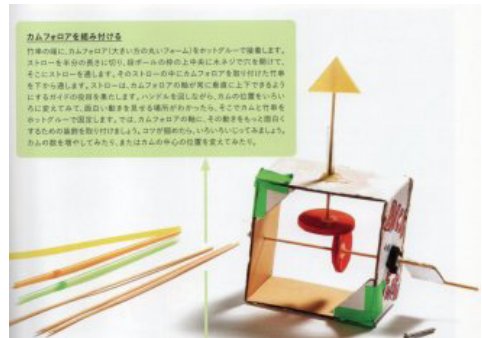 カムフォロアを組み付ける
竹串の端に、カムフォロア(大きい方の丸いフォーム)をホットグルーで接着します。
ストローを半分の長さに切り、段ボールの枠の上中央に木ネジで穴を開けて、
そこにストローを通します。そのストローの中にカムフォロアを取り付けた竹串
を下から通します。ストローは、カムフォロアの軸が常に垂直に上下できるよう
にするガイドの役目を果たします。ハンドルを回しながら、カムの位置をいろい
ろに変えてみて、面白い動きを見せる場所がわかったら、そこでカムと竹串を
ホットグルーで固定します。では、カムフォロアの軸に、その動きをもっと面白く
するための装飾を取り付けましょう。コツが掴めたら、いろいろいじってみましょう。
カムの数を増やしてみたり、またはカムの中心の位置を変えてみたり。